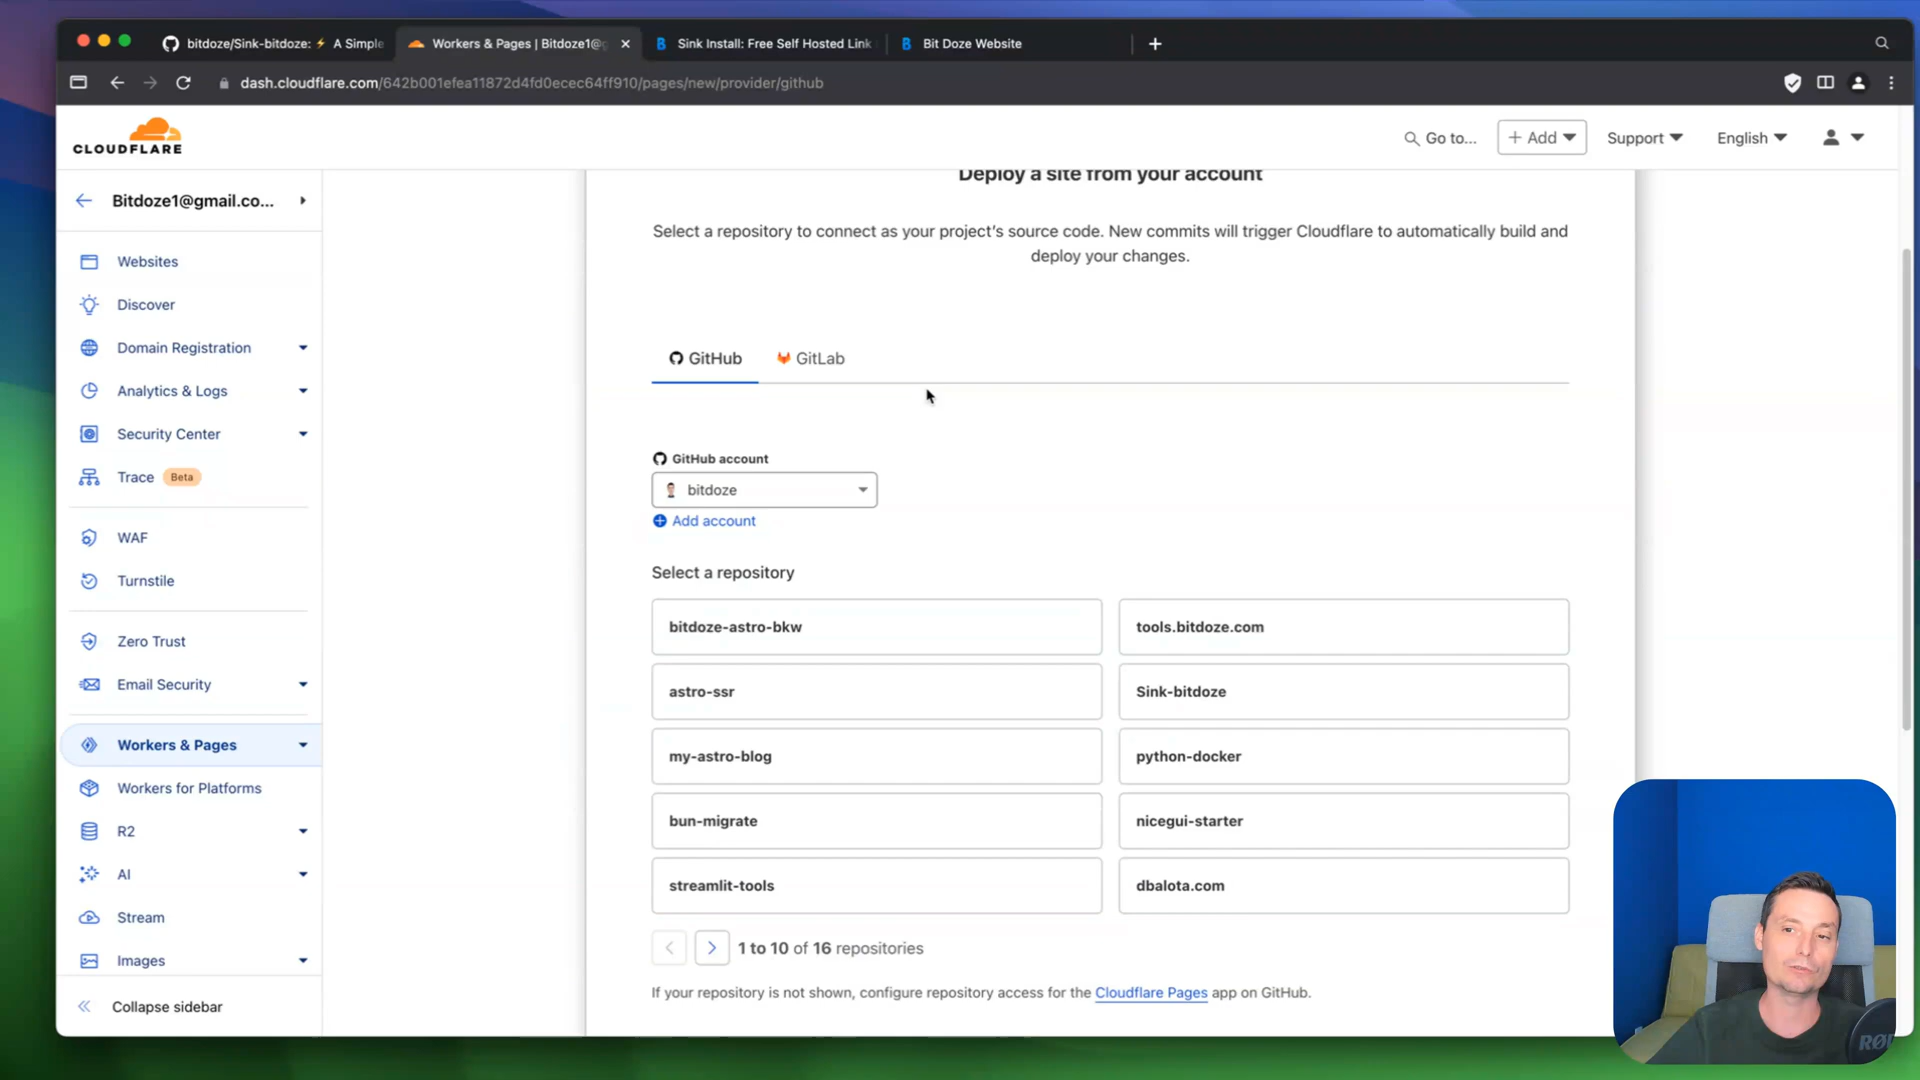 bitdoze/Sink-bitdoze: ⚡ A Simple
Workers & Pages | Bitdoze1@g
Sink Install: Free Self Hosted Link
Bit Doze Website
dash.cloudflare.com/642b001efea11872d4fd0ecec64ff910/pages/new/provider/github
CLOUDFLARE
Go to...
+ Add
Support
English
Bitdoze1@gmail.co...
Websites
Discover
Domain Registration
Analytics & Logs
Security Center
Trace Beta
WAF
Turnstile
Zero Trust
Email Security
Workers & Pages
Workers for Platforms
R2
AI
Stream
Images
Collapse sidebar
Deploy a site from your account
Select a repository to connect as your project's source code. New commits will trigger Cloudflare to automatically build and
deploy your changes.
GitHub
GitLab
GitHub account
bitdoze
Add account
Select a repository
bitdoze-astro-bkw
tools.bitdoze.com
astro-ssr
Sink-bitdoze
my-astro-blog
python-docker
bun-migrate
nicegui-starter
streamlit-tools
dbalota.com
1 to 10 of 16 repositories
If your repository is not shown, configure repository access for the Cloudflare Pages app on GitHub.